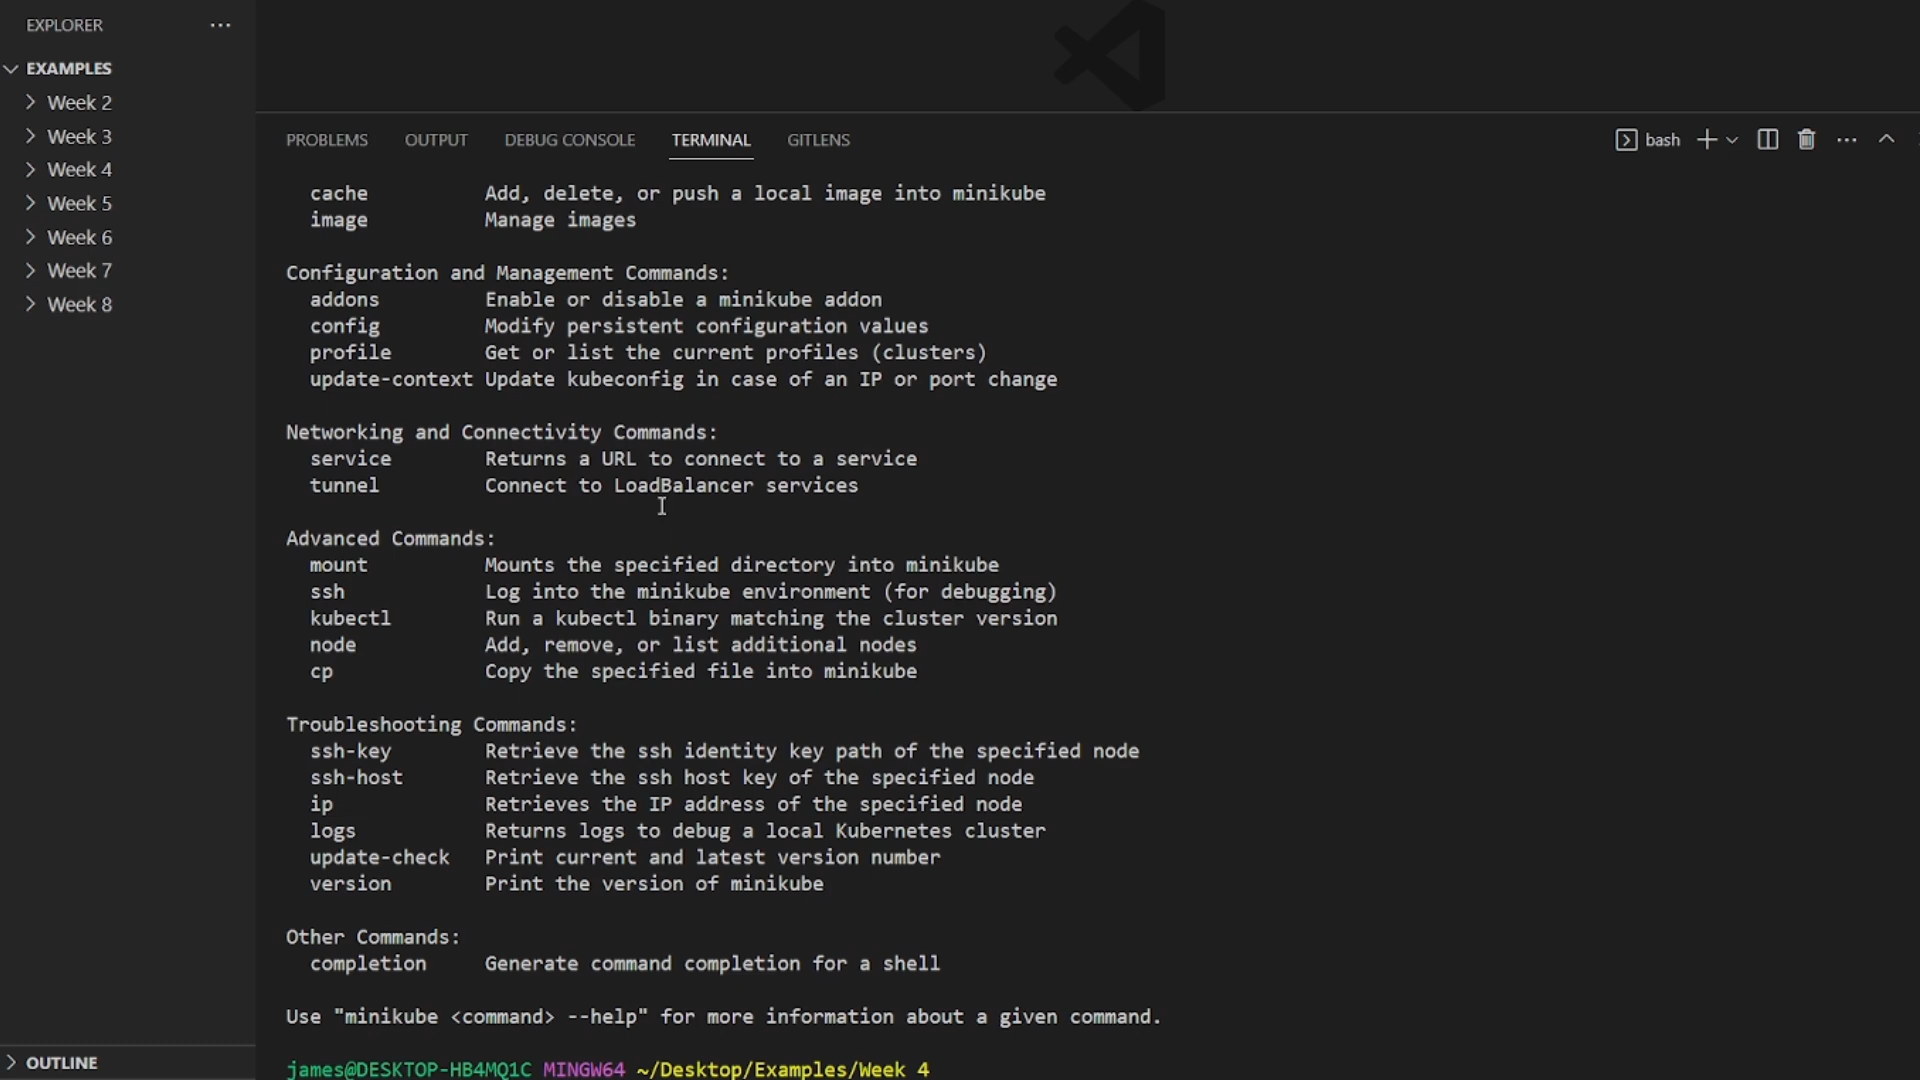 EXPLORER
EXAMPLES
Week 2
Week 3
Week 4
Week 5
Week 6
Week 7
Week 8
OUTLINE
PROBLEMS OUTPUT DEBUG CONSOLE TERMINAL GITLENS
bash
cache Add, delete, or push a local image into minikube
image Manage images
Configuration and Management Commands:
addons Enable or disable a minikube addon
config Modify persistent configuration values
profile Get or list the current profiles (clusters)
update-context Update kubeconfig in case of an IP or port change
Networking and Connectivity Commands:
service Returns a URL to connect to a service
tunnel Connect to LoadBalancer services
Advanced Commands:
mount Mounts the specified directory into minikube
ssh Log into the minikube environment (for debugging)
kubectl Run a kubectl binary matching the cluster version
node Add, remove, or list additional nodes
cp Copy the specified file into minikube
Troubleshooting Commands:
ssh-key Retrieve the ssh identity key path of the specified node
ssh-host Retrieve the ssh host key of the specified node
ip Retrieves the IP address of the specified node
logs Returns logs to debug a local Kubernetes cluster
update-check Print current and latest version number
version Print the version of minikube
Other Commands:
completion Generate command completion for a shell
Use "minikube <command> --help" for more information about a given command.
james@DESKTOP-HB4MQ1C MINGW64 ~/Desktop/Examples/Week 4